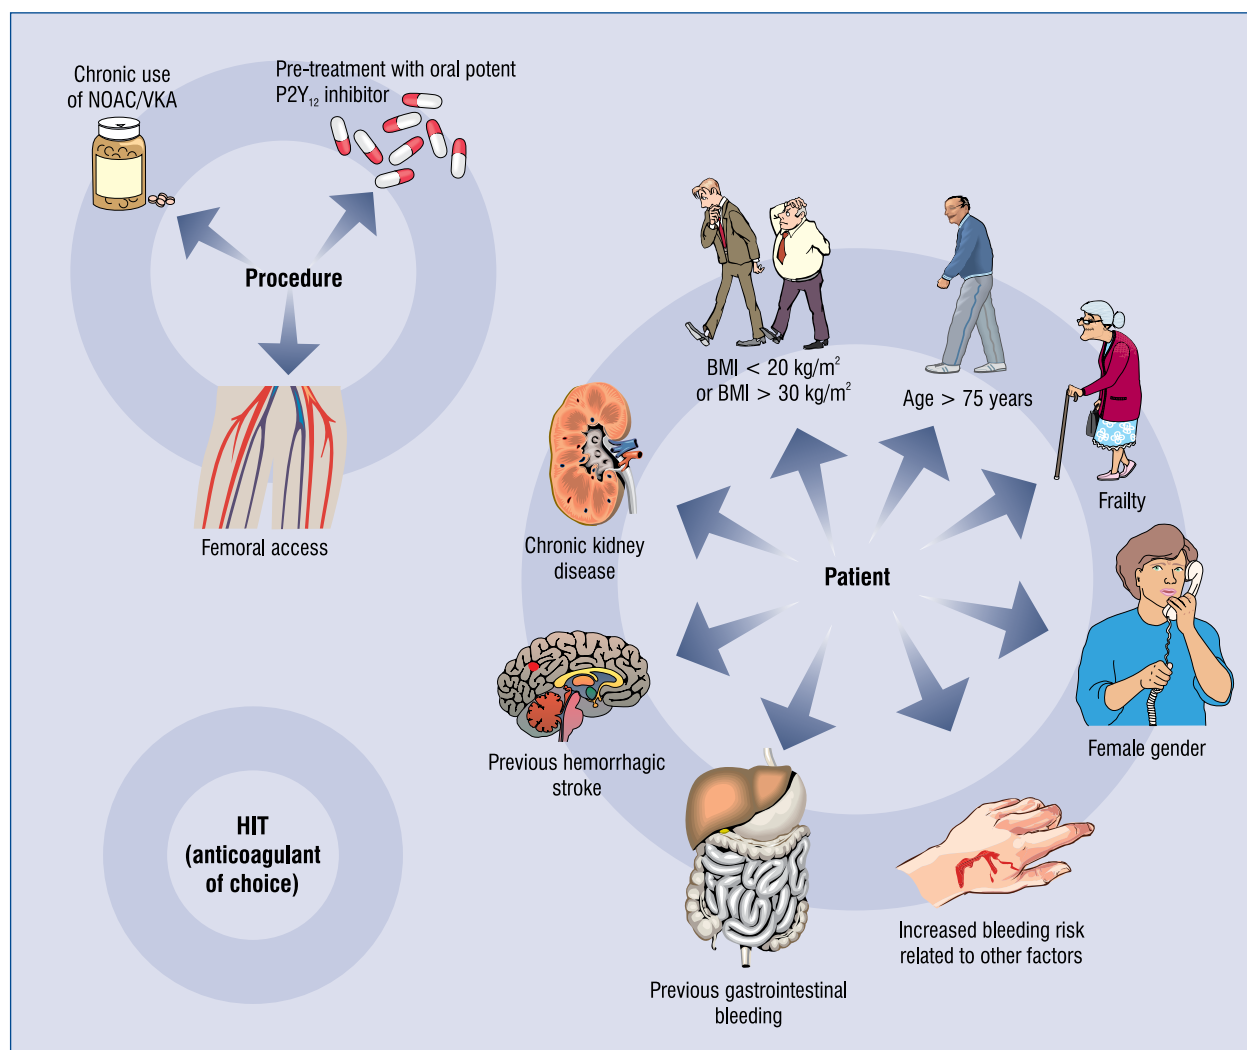 Chronic use
of NOAC/VKA
Pre-treatment with oral potent
P2Y₁₂ inhibitor
Procedure
Femoral access
BMI < 20 kg/m²
or BMI > 30 kg/m²
Age > 75 years
Frailty
Chronic kidney
disease
Patient
Female gender
Previous hemorrhagic
stroke
HIT
(anticoagulant
of choice)
Increased bleeding risk
related to other factors
Previous gastrointestinal
bleeding